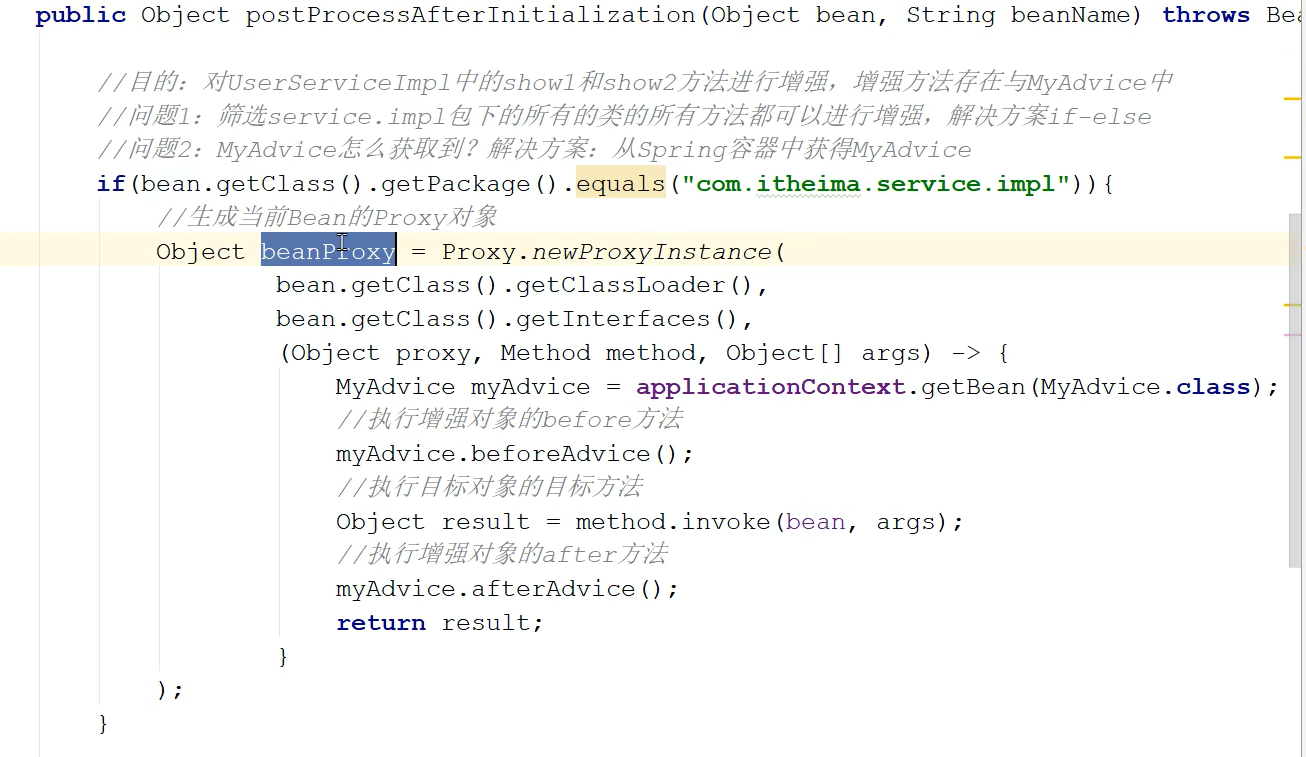 public Object postProcessAfterInitialization(Object bean, String beanName) throws Bea
//目的：对UserServiceImpl中的show1和show2方法进行增强，增强方法存在与MyAdvice中
//问题1：筛选service.impl包下的所有的类的所有方法都可以进行增强，解决方案if-else
//问题2：MyAdvice怎么获取到？解决方案：从Spring容器中获得MyAdvice
if(bean.getClass().getPackage().equals("com.itheima.service.impl")){
//生成当前Bean的Proxy对象
Object beanProxy = Proxy.newProxyInstance(
bean.getClass().getClassLoader(),
bean.getClass().getInterfaces(),
(Object proxy, Method method, Object[] args) -> {
MyAdvice myAdvice = applicationContext.getBean(MyAdvice.class);
//执行增强对象的before方法
myAdvice.beforeAdvice();
//执行目标对象的目标方法
Object result = method.invoke(bean, args);
//执行增强对象的after方法
myAdvice.afterAdvice();
return result;
}
);
}